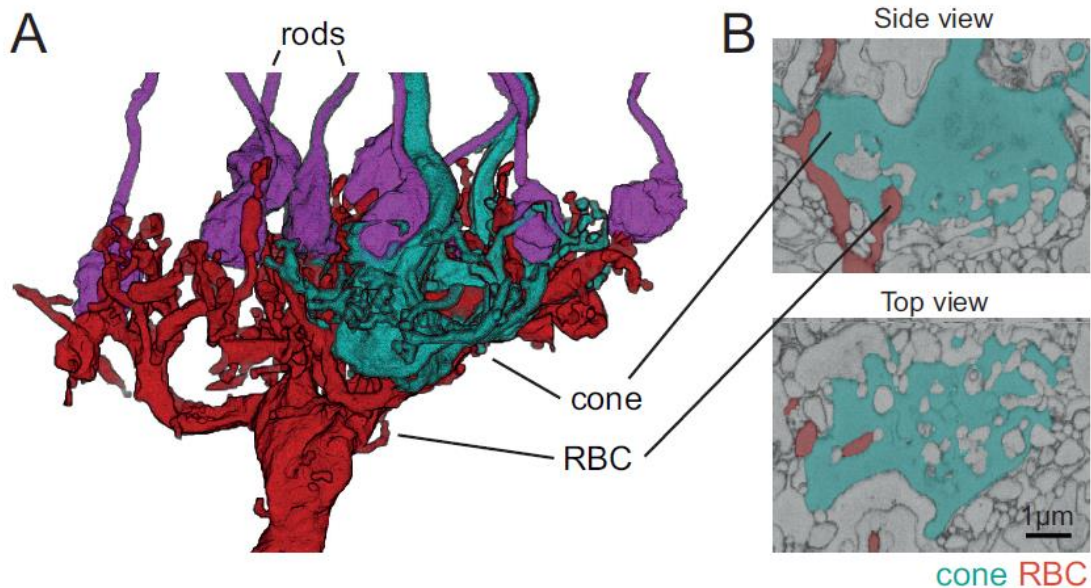 A
rods
cone
RBC
B
Side view
Top view
1µm
cone RBC